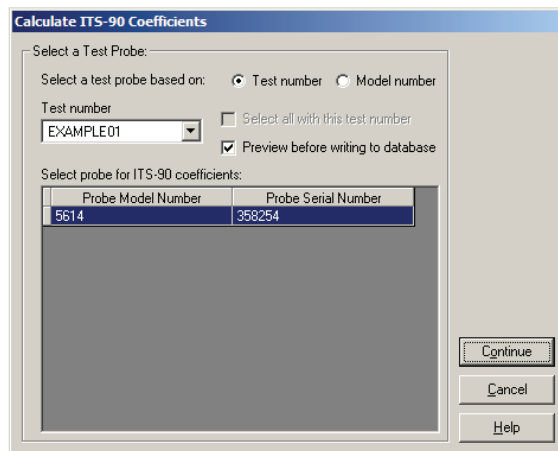 Calculate ITS-90 Coefficients
Select a Test Probe:
Select a test probe based on: Test number Model number
Test number
EXAMPLE01
Select all with this test number
Preview before writing to database
Select probe for ITS-90 coefficients:
Probe Model Number Probe Serial Number
5614 358254
Continue
Cancel
Help